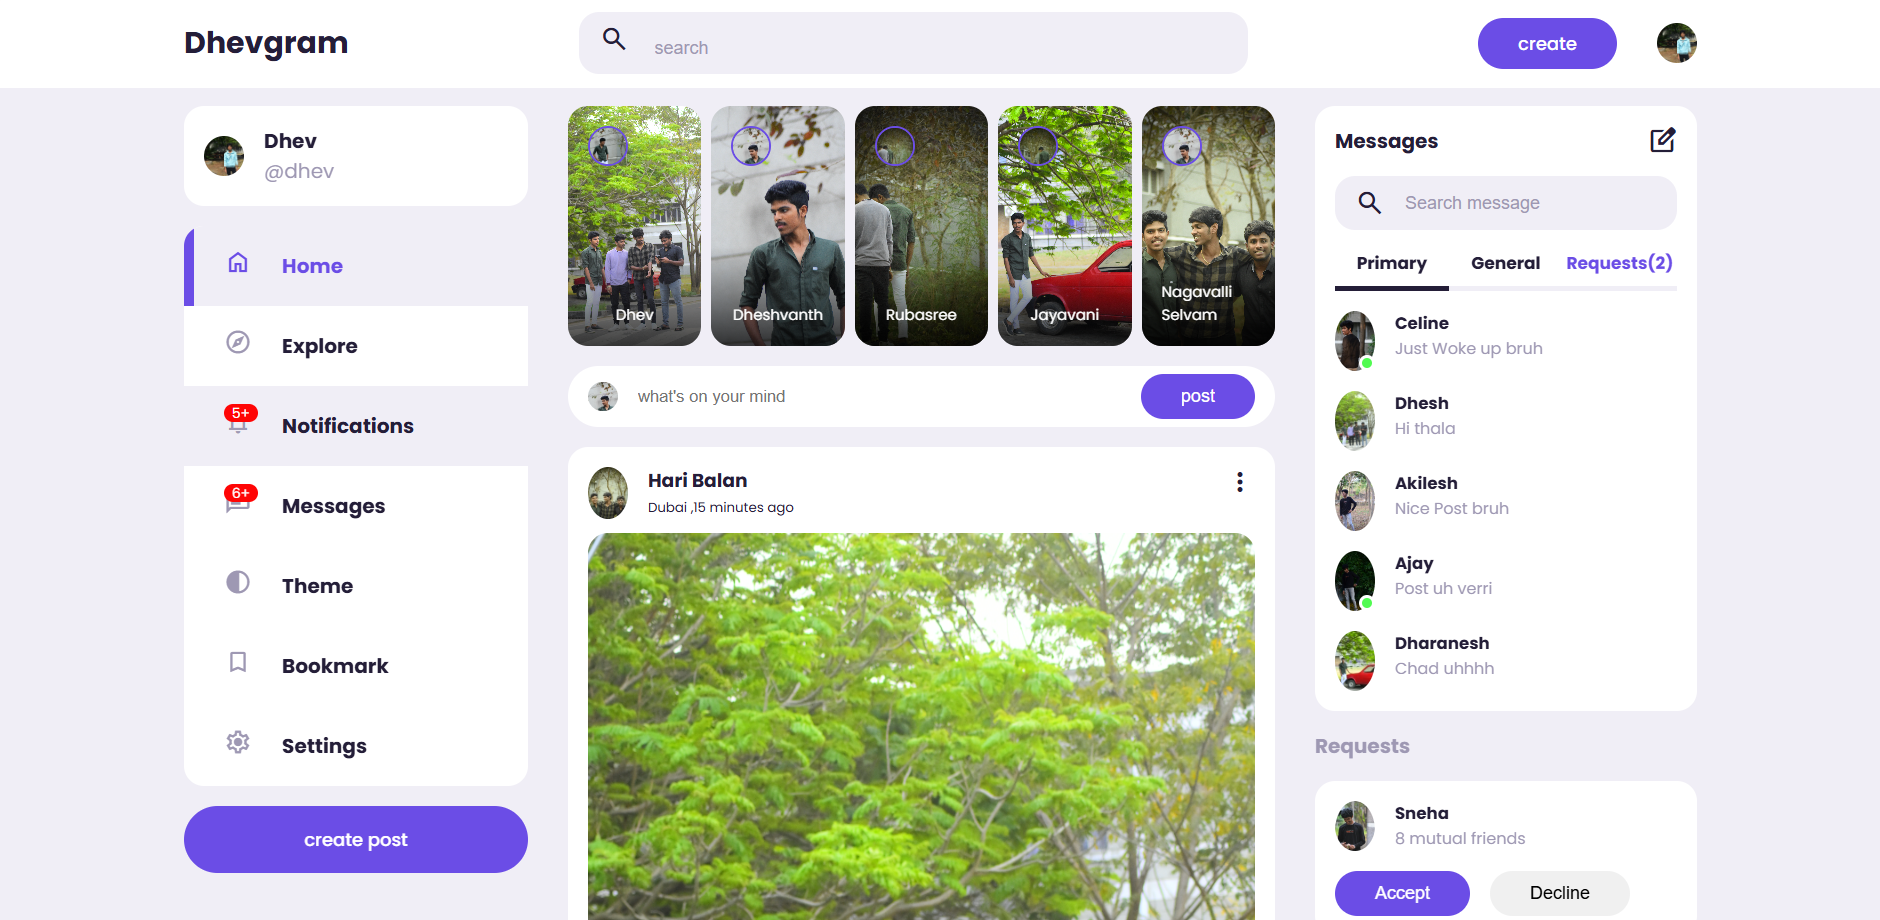 Dhevgram
search
create
Dhev
@dhev
Home
Explore
5+
Notifications
6+
Messages
Theme
Bookmark
Settings
create post
Dhev
Dheshvanth
Rubasree
Jayavani
Nagavalli
Selvam
what's on your mind
post
Hari Balan
Dubai ,15 minutes ago
Messages
Search message
Primary
General
Requests(2)
Celine
Just Woke up bruh
Dhesh
Hi thala
Akilesh
Nice Post bruh
Ajay
Post uh verri
Dharanesh
Chad uhhhh
Requests
Sneha
8 mutual friends
Accept
Decline